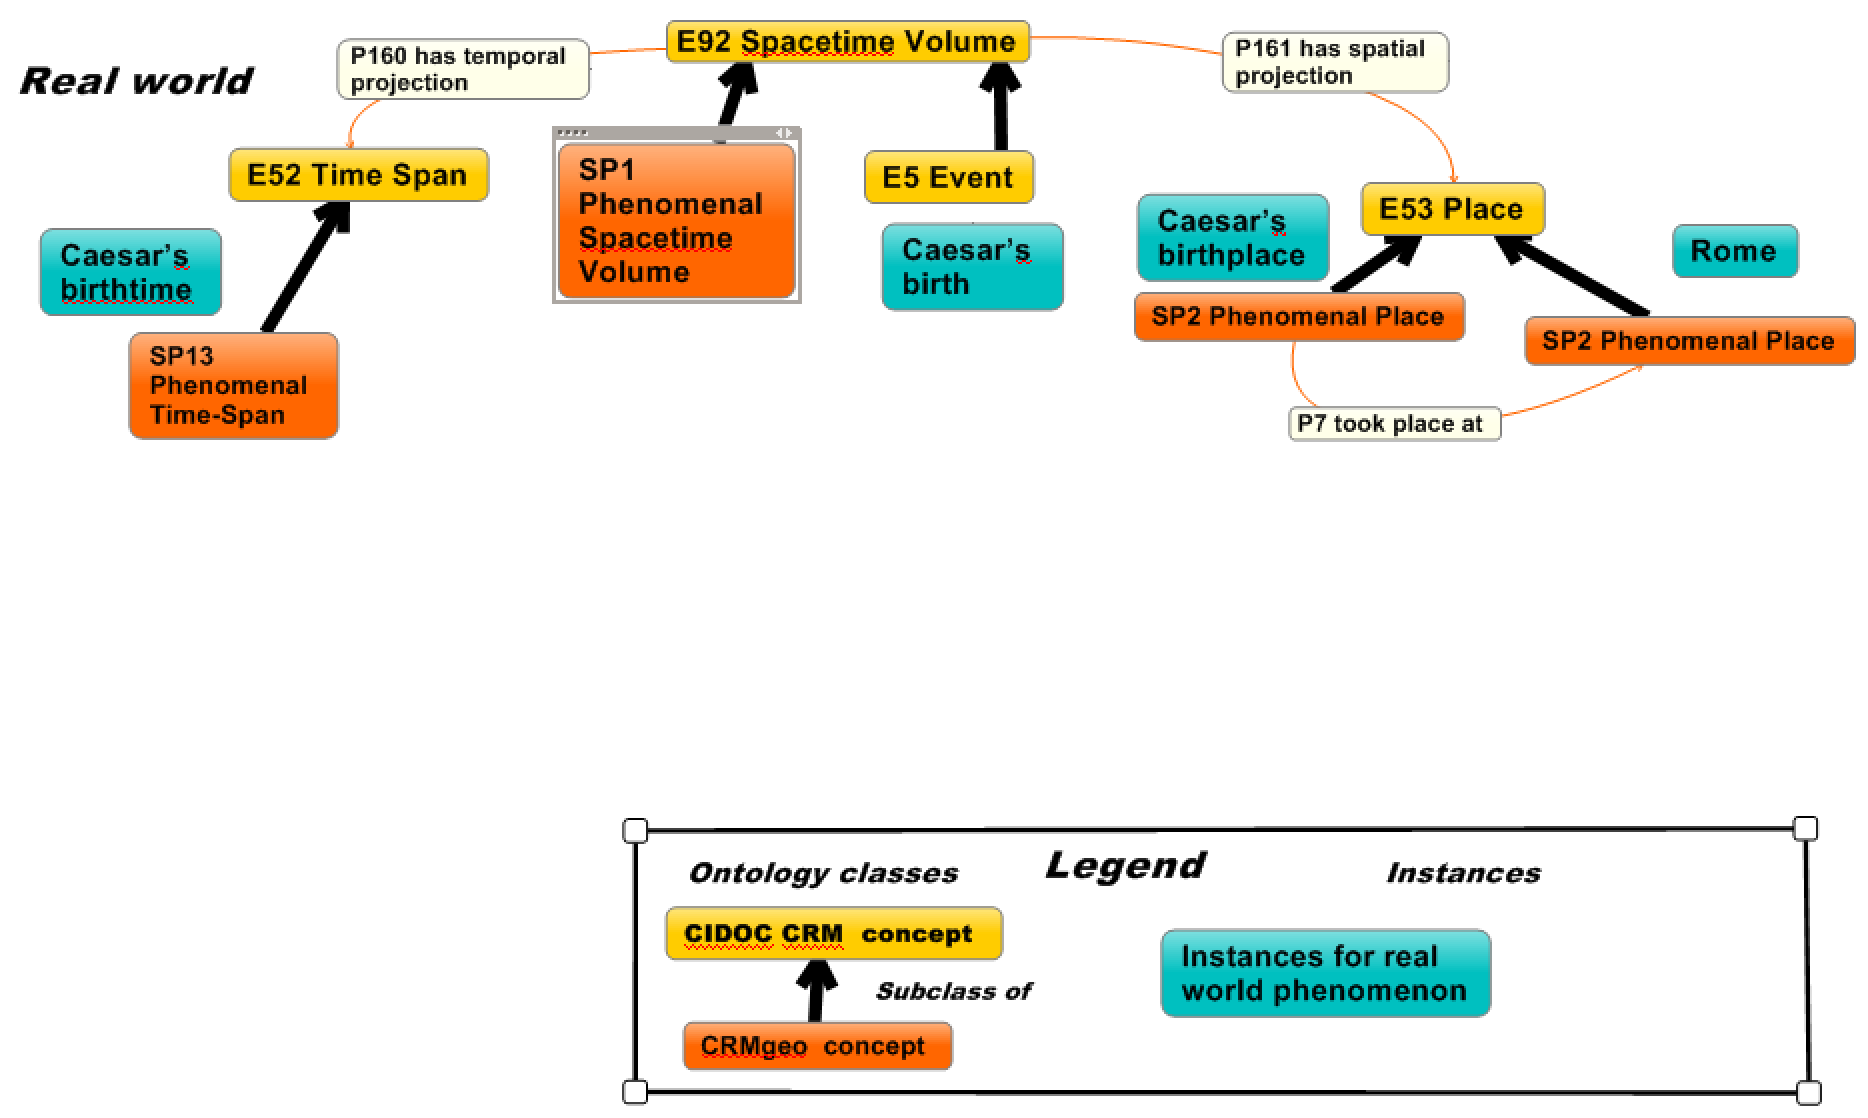 Real world
P160 has temporal
projection
E92 Spacetime Volume
P161 has spatial
projection
E52 Time Span
SP1
Phenomenal
Spacetime
Volume
E5 Event
E53 Place
Caesar's
birthtime
Caesar's
birth
Caesar's
birthplace
Rome
SP13
Phenomenal
Time-Span
SP2 Phenomenal Place
SP2 Phenomenal Place
P7 took place at
Legend
Ontology classes
Instances
CIDOC CRM concept
Subclass of
CRMgeo concept
Instances for real
world phenomenon